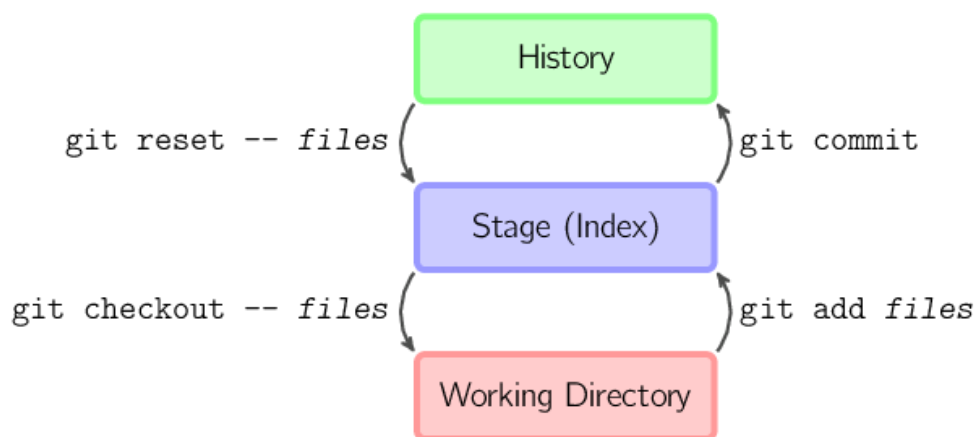 History
git reset -- files
git commit
Stage (Index)
git checkout -- files
git add files
Working Directory